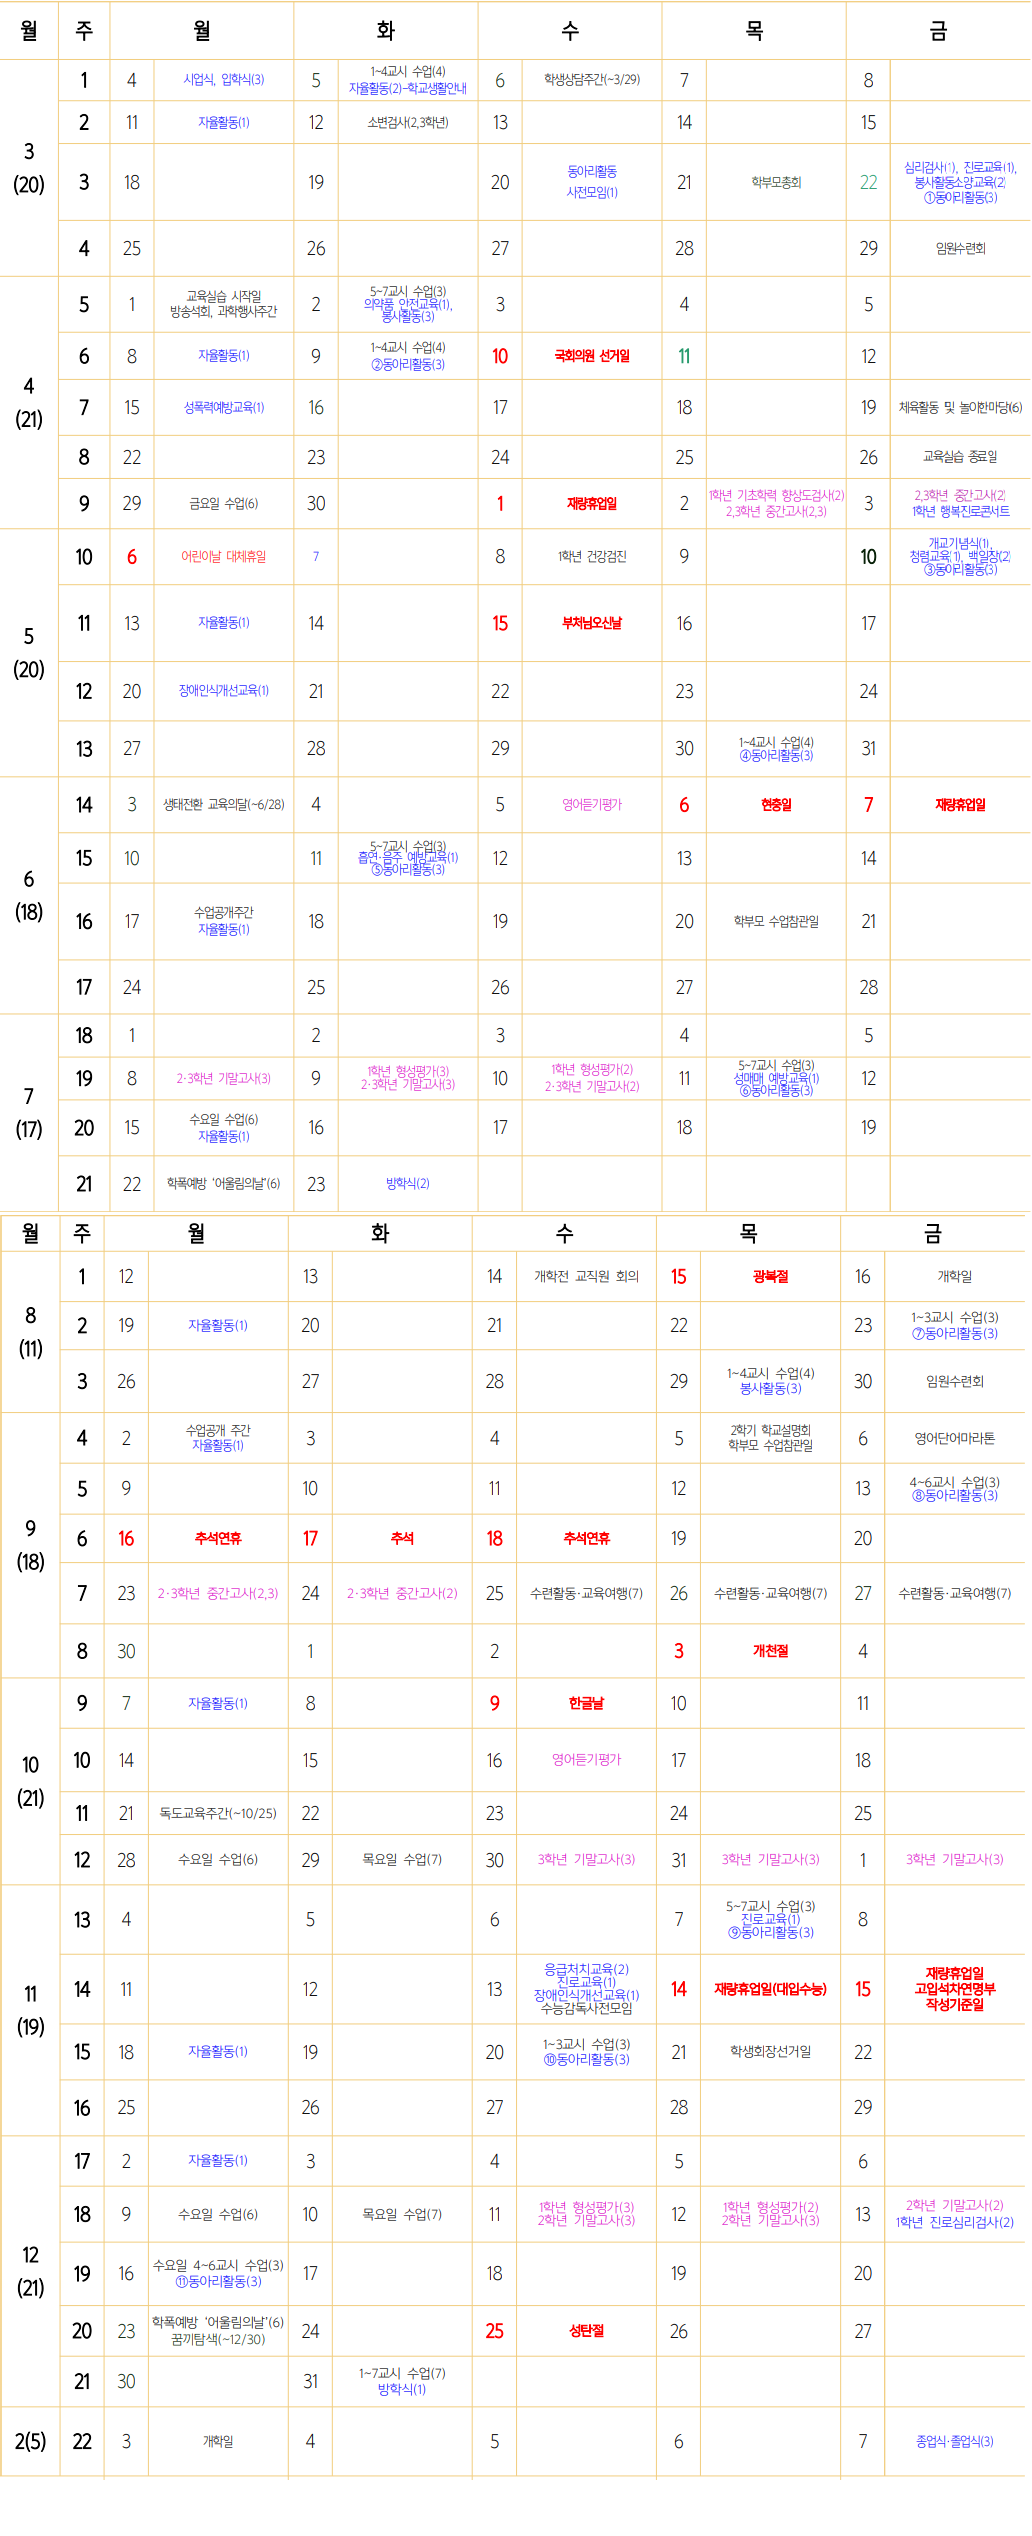 월 주 월 화 수 목 금
3
(20)
1 4 시업식, 입학식(3) 5 1~4교시 수업(4)
자율활동(2)-학교생활안내 6 학생상담주간(~3/29) 7 8
2 11 자율활동(1) 12 소변검사(2,3학년) 13 14 15
3 18 19 20 동아리활동
사전모임(1) 21 학부모총회 22 심리검사(1), 진로교육(1),
봉사활동소양교육(2)
①동아리활동(3)
4 25 26 27 28 29 임원수련회
4
(21)
5 1 교육실습 시작일
방송석회, 과학행사주간 2 5~7교시 수업(3)
의약품 안전교육(1),
봉사활동(3) 3 4 5
6 8 자율활동(1) 9 1~4교시 수업(4)
②동아리활동(3) 10 국회의원 선거일 11 12
7 15 성폭력예방교육(1) 16 17 18 19 체육활동 및 놀이한마당(6)
8 22 23 24 25 26 교육실습 종료일
9 29 금요일 수업(6) 30 1 재량휴업일 2 1학년 기초학력 향상도검사(2)
2,3학년 중간고사(2,3) 3 2,3학년 중간고사(2)
1학년 행복진로콘서트
5
(20)
10 6 어린이날 대체휴일 7 8 1학년 건강검진 9 10 개교기념식(1),
청렴교육(1), 백일장(2)
③동아리활동(3)
11 13 자율활동(1) 14 15 부처님오신날 16 17
12 20 장애인식개선교육(1) 21 22 23 24
13 27 28 29 30 1~4교시 수업(4)
④동아리활동(3) 31
6
(18)
14 3 생태전환 교육의달(~6/28) 4 5 영어듣기평가 6 현충일 7 재량휴업일
15 10 11 5~7교시 수업(3)
흡연·음주 예방교육(1)
⑤동아리활동(3) 12 13 14
16 17 수업공개주간
자율활동(1) 18 19 20 학부모 수업참관일 21
17 24 25 26 27 28
7
(17)
18 1 2 3 4 5
19 8 2·3학년 기말고사(3) 9 1학년 형성평가(3)
2·3학년 기말고사(3) 10 1학년 형성평가(2)
2·3학년 기말고사(2) 11 5~7교시 수업(3)
성매매 예방교육(1)
⑥동아리활동(3) 12
20 15 수요일 수업(6)
자율활동(1) 16 17 18 19
21 22 학폭예방 '어울림의날'(6) 23 방학식(2)
월 주 월 화 수 목 금
8
(11)
1 12 13 14 개학전 교직원 회의 15 광복절 16 개학일
2 19 자율활동(1) 20 21 22 23 1~3교시 수업(3)
⑦동아리활동(3)
3 26 27 28 29 1~4교시 수업(4)
봉사활동(3) 30 임원수련회
9
(18)
4 2 수업공개 주간
자율활동(1) 3 4 5 2학기 학교설명회
학부모 수업참관일 6 영어단어마라톤
5 9 10 11 12 13 4~6교시 수업(3)
⑧동아리활동(3)
6 16 추석연휴 17 추석 18 추석연휴 19 20
7 23 2·3학년 중간고사(2,3) 24 2·3학년 중간고사(2) 25 수련활동·교육여행(7) 26 수련활동·교육여행(7) 27 수련활동·교육여행(7)
8 30 1 2 3 개천절 4
10
(21)
9 7 자율활동(1) 8 9 한글날 10 11
10 14 15 16 영어듣기평가 17 18
11 21 독도교육주간(~10/25) 22 23 24 25
12 28 수요일 수업(6) 29 목요일 수업(7) 30 3학년 기말고사(3) 31 3학년 기말고사(3) 1 3학년 기말고사(3)
11
(19)
13 4 5 6 7 5~7교시 수업(3)
진로교육(1)
⑨동아리활동(3) 8
14 11 12 13 응급처치교육(2)
진로교육(1)
장애인식개선교육(1)
수능감독사전모임 14 재량휴업일(대입수능) 15 재량휴업일
고입석차연명부
작성기준일
15 18 자율활동(1) 19 20 1~3교시 수업(3)
⑩동아리활동(3) 21 학생회장선거일 22
16 25 26 27 28 29
12
(21)
17 2 자율활동(1) 3 4 5 6
18 9 수요일 수업(6) 10 목요일 수업(7) 11 1학년 형성평가(3)
2학년 기말고사(3) 12 1학년 형성평가(2)
2학년 기말고사(3) 13 2학년 기말고사(2)
1학년 진로심리검사(2)
19 16 수요일 4~6교시 수업(3)
⑪동아리활동(3) 17 18 19 20
20 23 학폭예방 '어울림의날'(6)
꿈끼탐색(~12/30) 24 25 성탄절 26 27
21 30 31 1~7교시 수업(7)
방학식(1)
2(5) 22 3 개학일 4 5 6 7 종업식·졸업식(3)